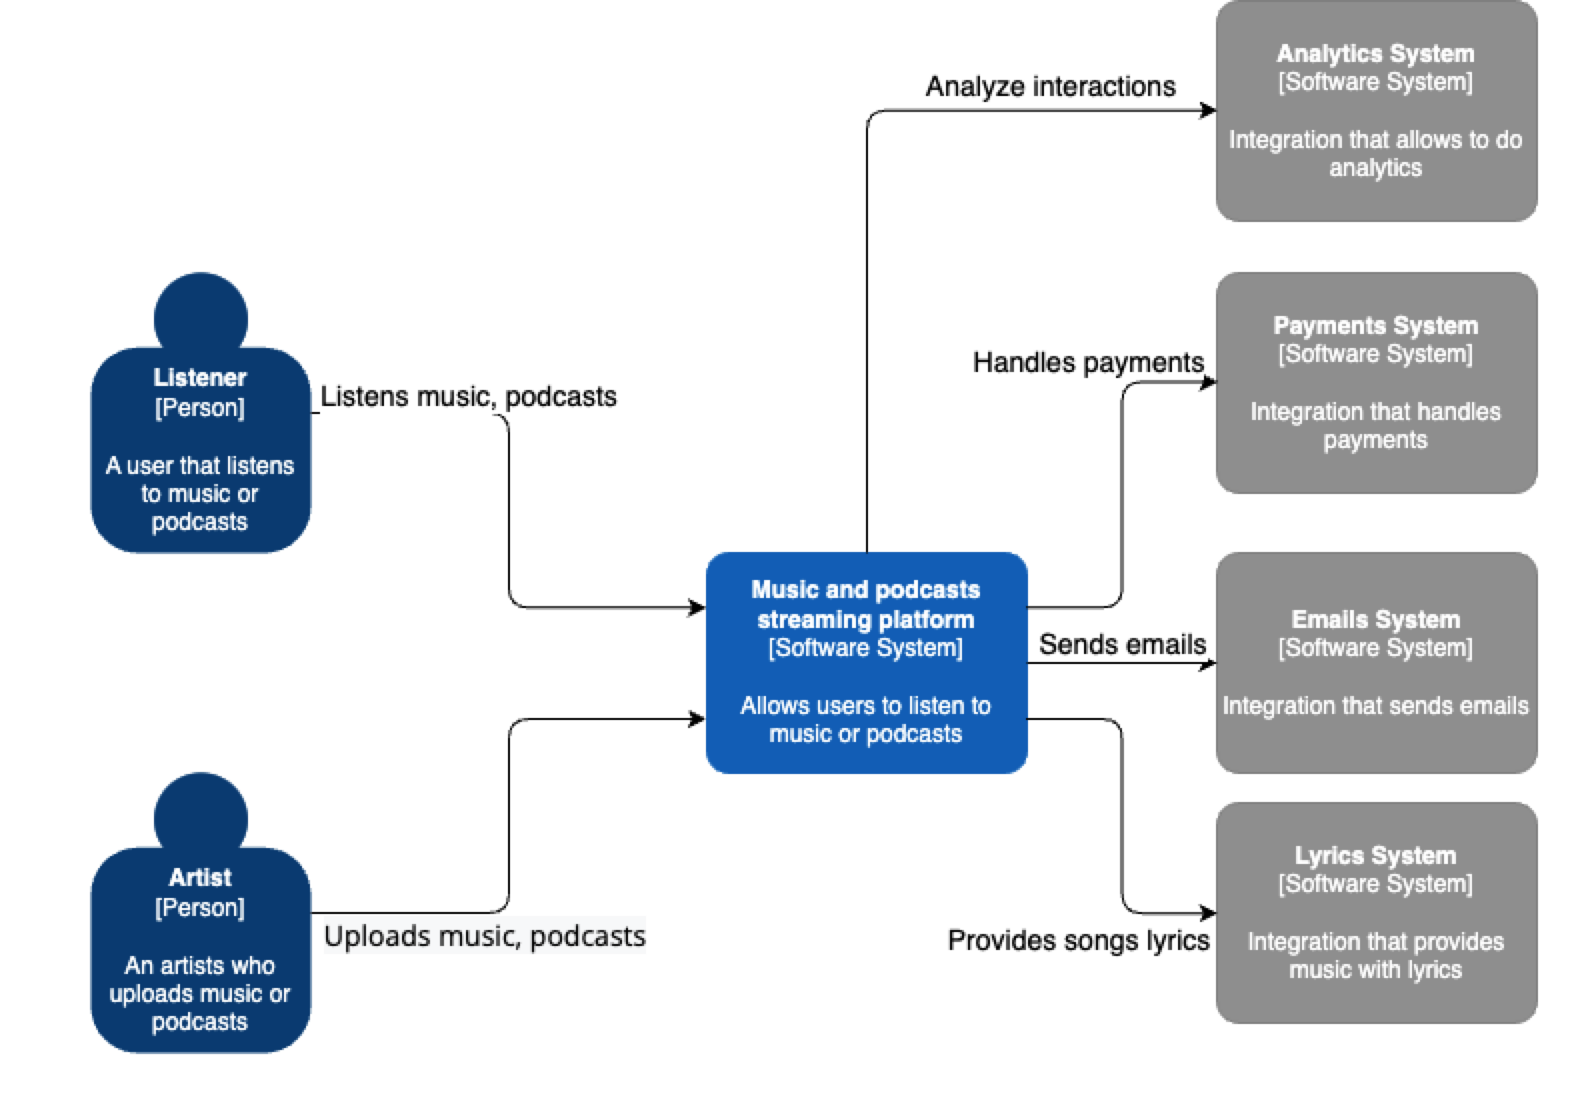 Analytics System
[Software System]
Integration that allows to do
analytics
Analyze interactions
Payments System
[Software System]
Integration that handles
payments
Handles payments
Listener
[Person]
A user that listens
to music or
podcasts
Listens music, podcasts
Music and podcasts
streaming platform
[Software System]
Allows users to listen to
music or podcasts
Sends emails
Emails System
[Software System]
Integration that sends emails
Artist
[Person]
An artists who
uploads music or
podcasts
Uploads music, podcasts
Provides songs lyrics
Lyrics System
[Software System]
Integration that provides
music with lyrics